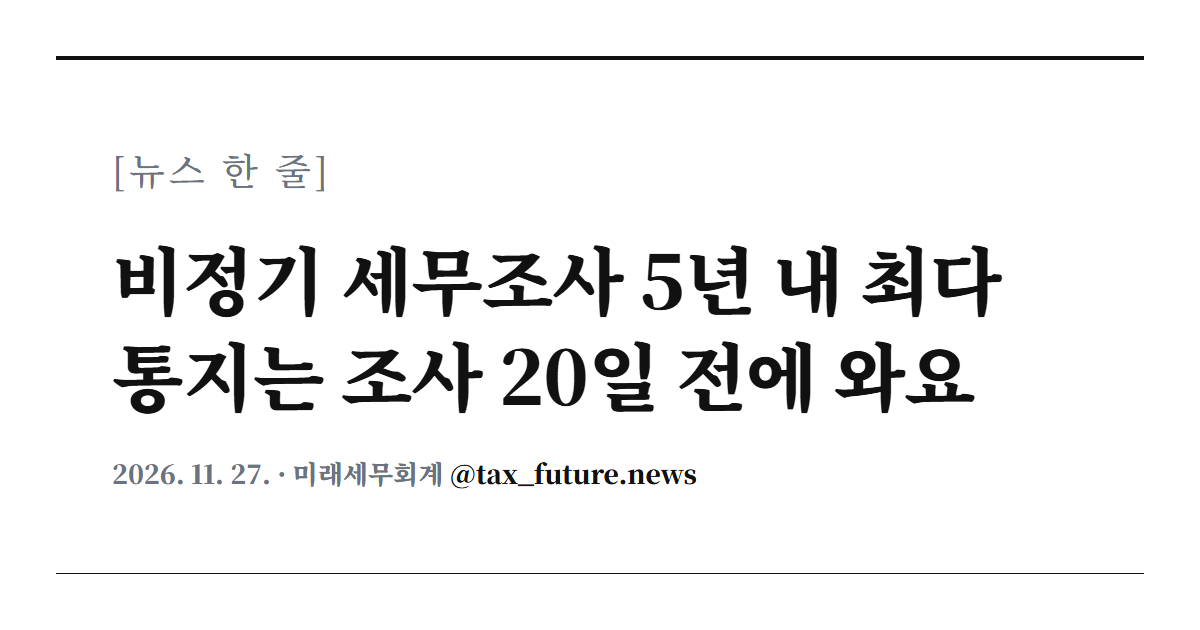 [뉴스 한 줄]
비정기 세무조사 5년 내 최다
통지는 조사 20일 전에 와요
2026. 11. 27. · 미래세무회계 @tax_future.news